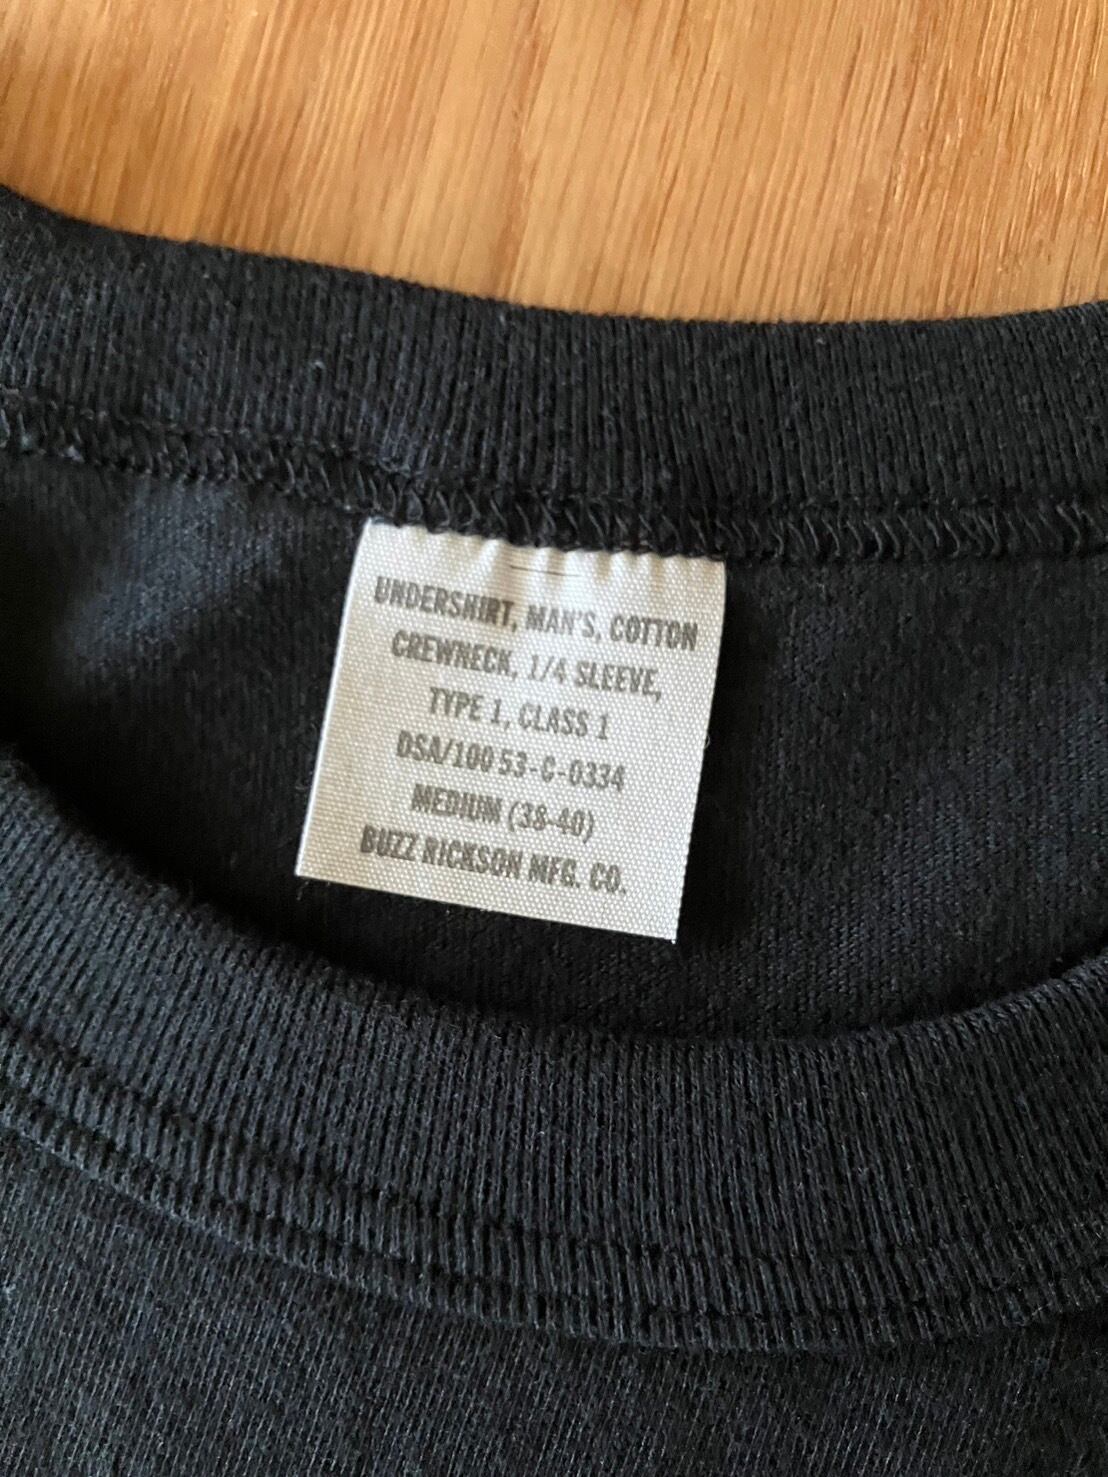 UNDERSHIRT, MAN'S, COTTON
CREWNECK, 1/4 SLEEVE,
TYPE 1, CLASS 1
DSA/100 53-C-0334
MEDIUM (38-40)
BUZZ RICKSON MFG. CO.